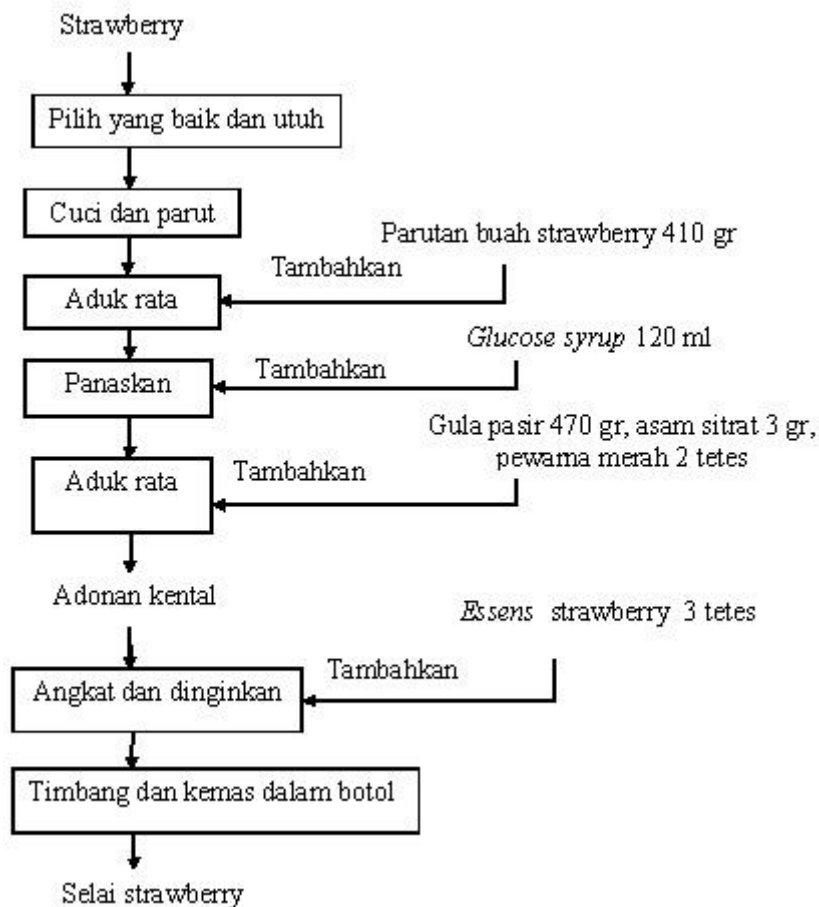 Strawberry
Pilih yang baik dan utuh
Cuci dan parut
Parutan buah strawberry 410 gr
Tambahkan
Aduk rata
Glucose syrup 120 ml
Tambahkan
Panaskan
Gula pasir 470 gr, asam sitrat 3 gr,
pewarna merah 2 tetes
Tambahkan
Aduk rata
Adonan kental
Essens strawberry 3 tetes
Tambahkan
Angkat dan dinginkan
Timbang dan kemas dalam botol
Selai strawberry